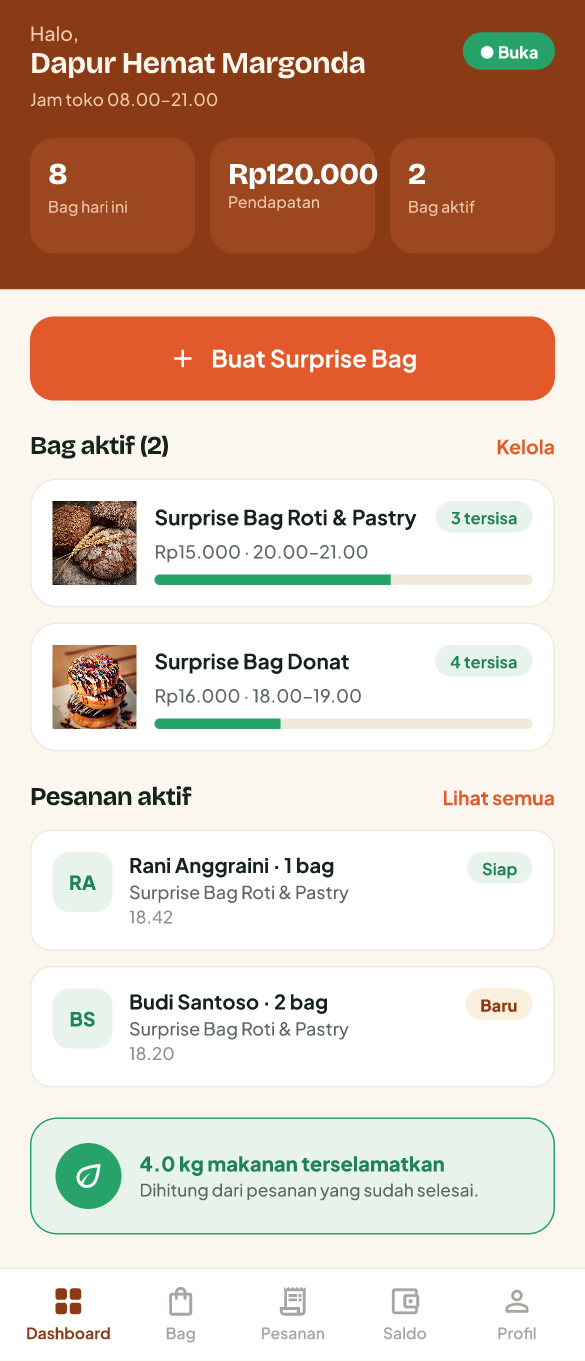 Halo,
Dapur Hemat Margonda
Buka
Jam toko 08.00–21.00
8
Bag hari ini
Rp120.000
Pendapatan
2
Bag aktif
+ Buat Surprise Bag
Bag aktif (2)
Kelola
Surprise Bag Roti & Pastry
3 tersisa
Rp15.000 · 20.00–21.00
Surprise Bag Donat
4 tersisa
Rp16.000 · 18.00–19.00
Pesanan aktif
Lihat semua
RA
Rani Anggraini · 1 bag
Siap
Surprise Bag Roti & Pastry
18.42
BS
Budi Santoso · 2 bag
Baru
Surprise Bag Roti & Pastry
18.20
4.0 kg makanan terselamatkan
Dihitung dari pesanan yang sudah selesai.
Dashboard
Bag
Pesanan
Saldo
Profil